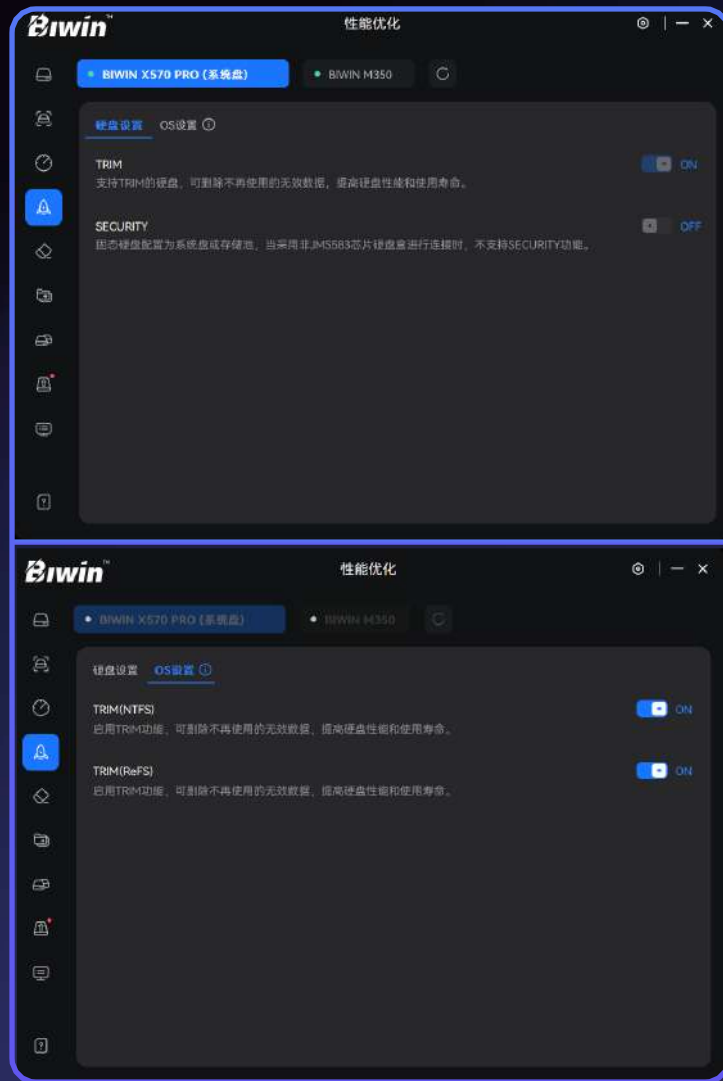 Biwin™
性能优化
BIWIN X570 PRO (系统盘)
BIWIN M350
硬盘设置
OS设置
TRIM
ON
支持TRIM的硬盘，可删除不再使用的无效数据，提高硬盘性能和使用寿命。
SECURITY
OFF
固态硬盘配置为系统盘或存储池，当采用非JMS583芯片硬盘盒进行连接时，不支持SECURITY功能。
Biwin™
性能优化
BIWIN X570 PRO (系统盘)
BIWIN M350
硬盘设置
OS设置
TRIM(NTFS)
ON
启用TRIM功能，可删除不再使用的无效数据，提高硬盘性能和使用寿命。
TRIM(ReFS)
ON
启用TRIM功能，可删除不再使用的无效数据，提高硬盘性能和使用寿命。